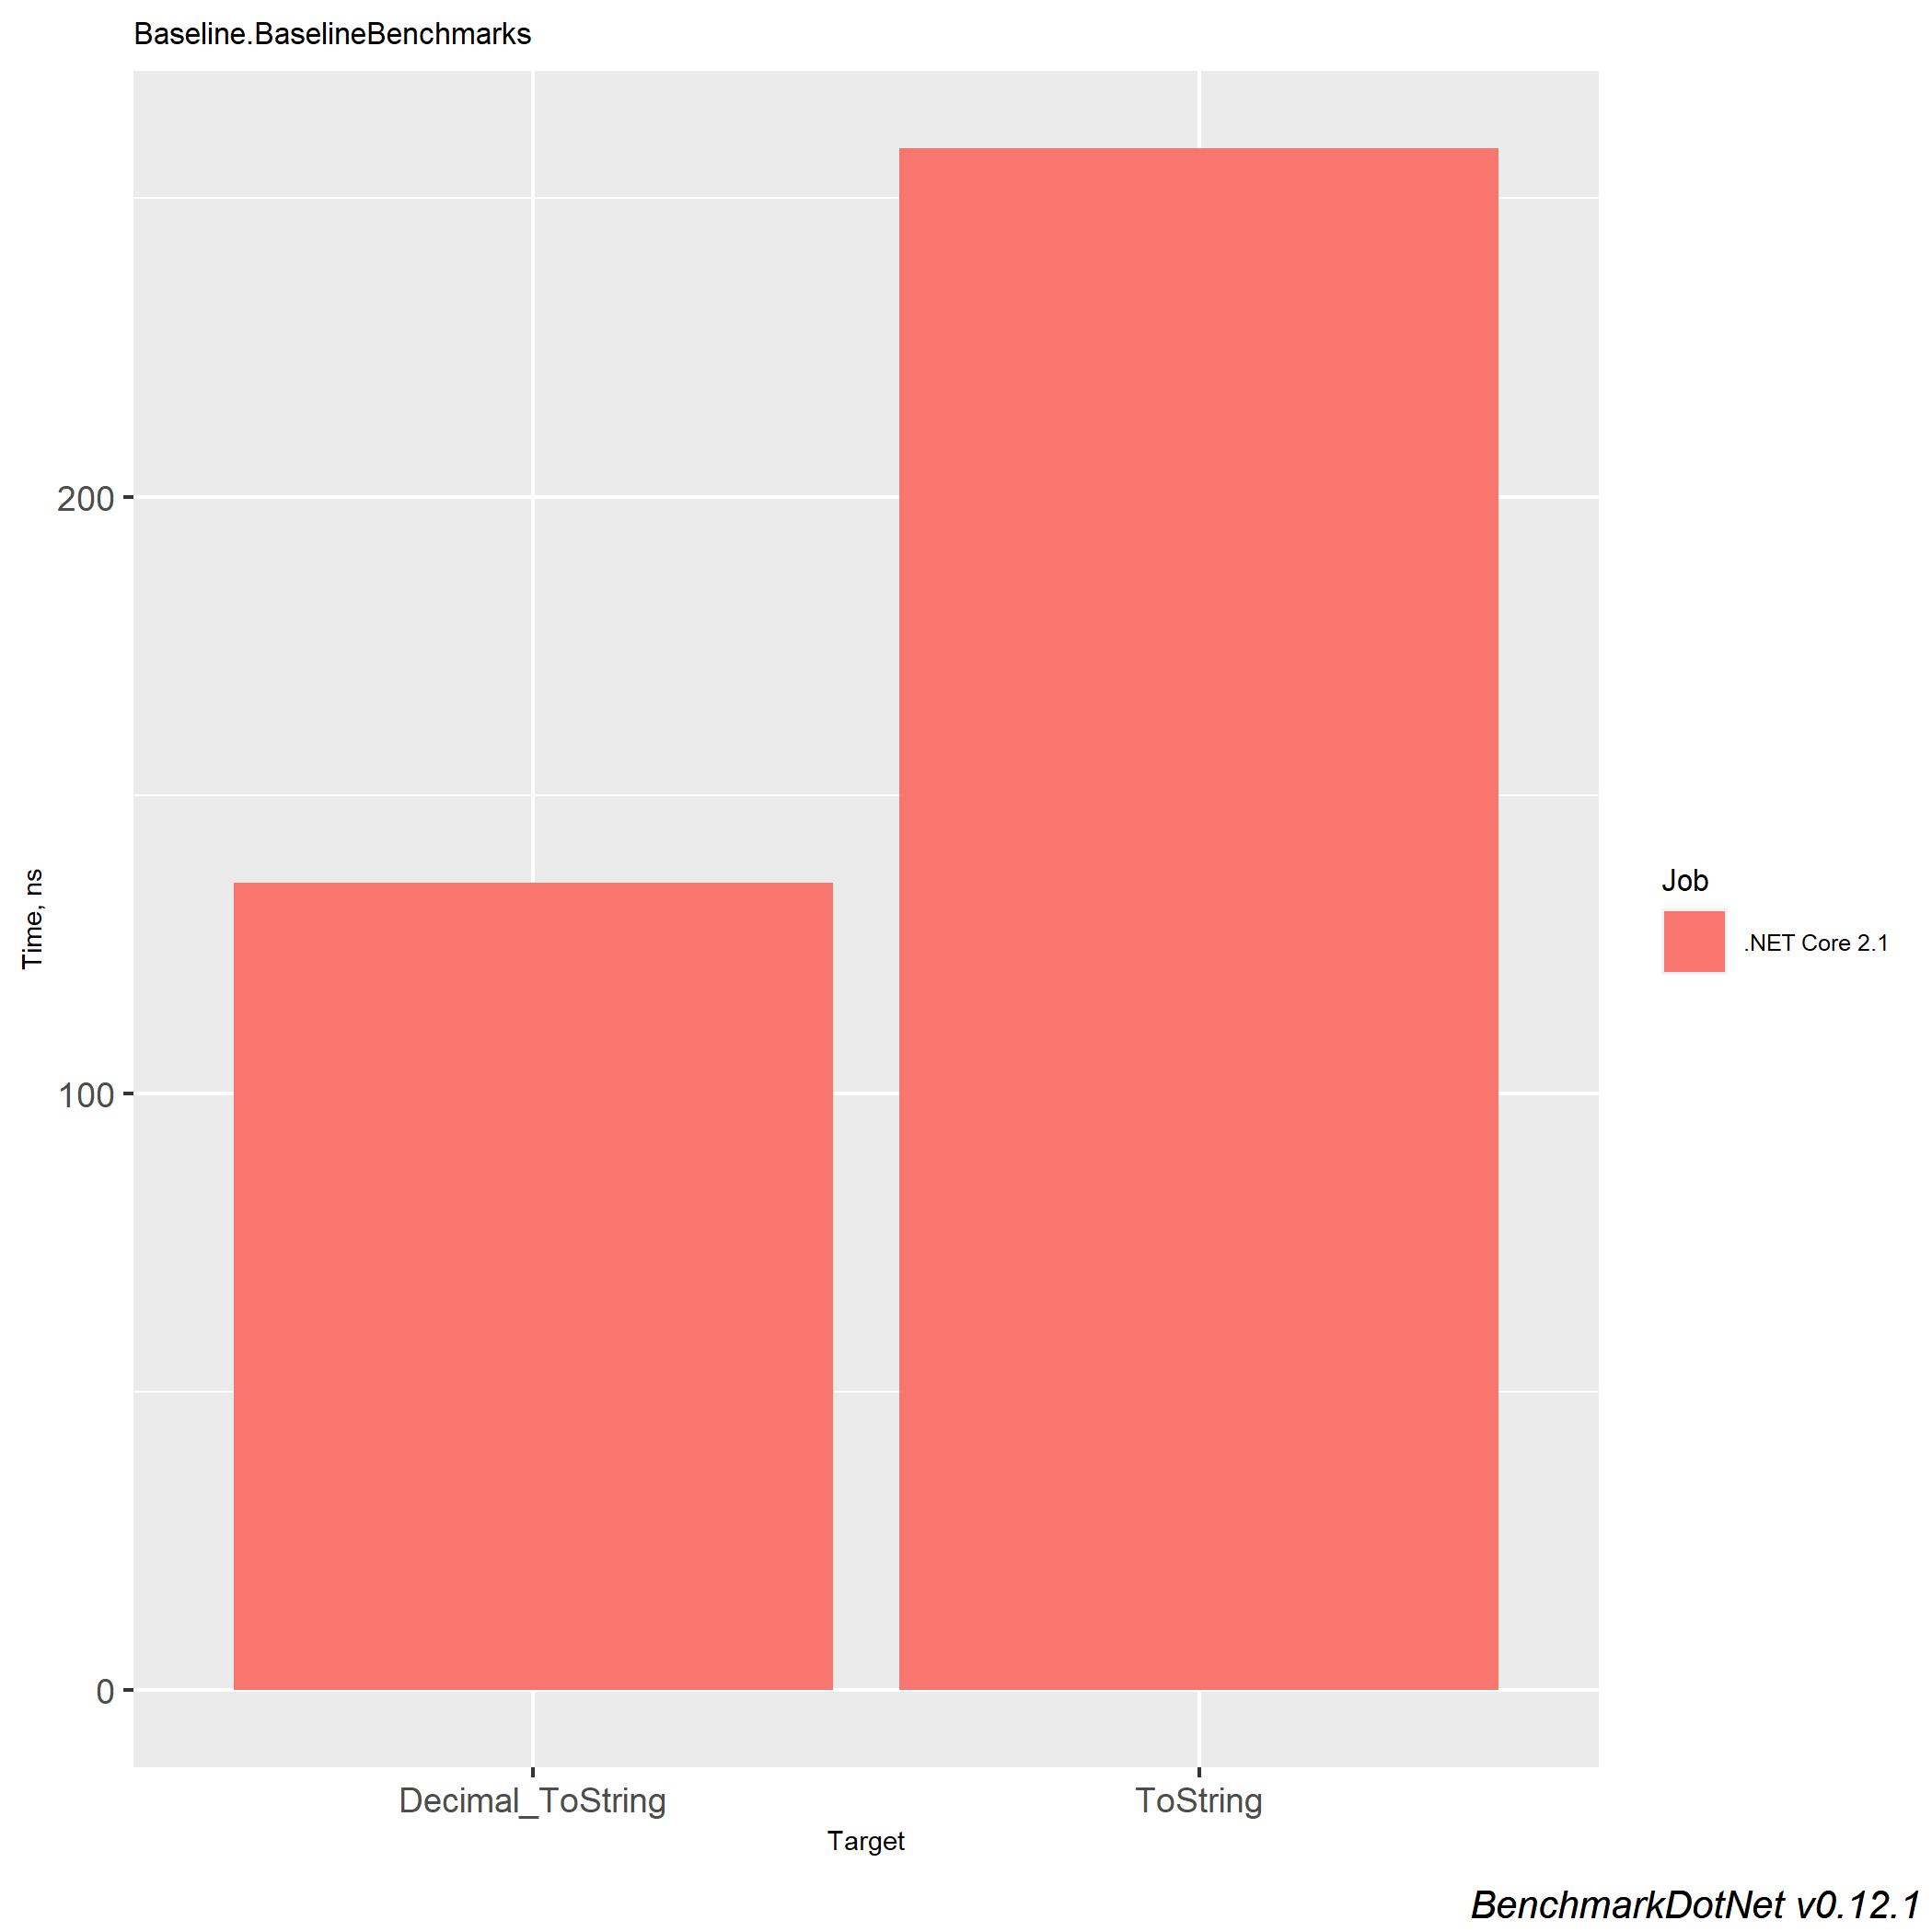 Baseline.BaselineBenchmarks
Time, ns
200
100
0
Decimal_ToString
ToString
Target
Job
.NET Core 2.1
BenchmarkDotNet v0.12.1